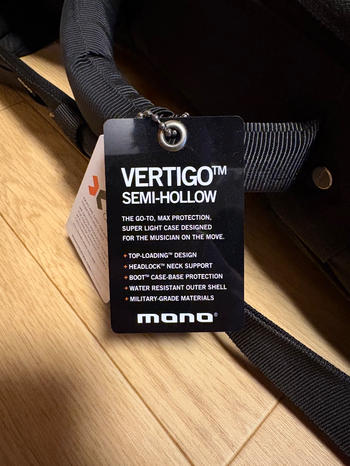 VERTIGO™
SEMI-HOLLOW
THE GO-TO, MAX PROTECTION,
SUPER LIGHT CASE DESIGNED
FOR THE MUSICIAN ON THE MOVE.
+ TOP-LOADING™ DESIGN
+ HEADLOCK™ NECK SUPPORT
+ BOOT™ CASE-BASE PROTECTION
+ WATER RESISTANT OUTER SHELL
+ MILITARY-GRADE MATERIALS
mono®